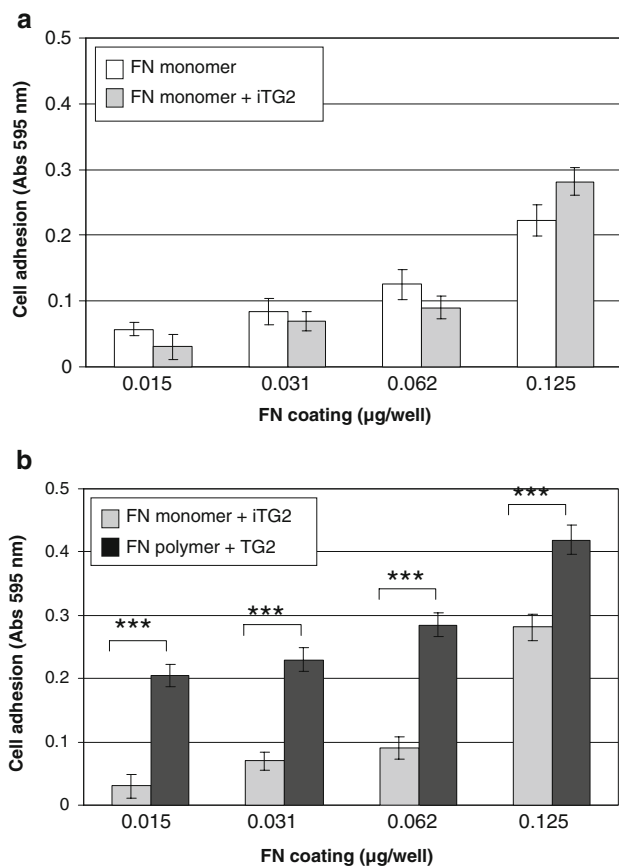 a
0.5
FN monomer
FN monomer + iTG2
0.4
0.3
0.2
0.1
0
Cell adhesion (Abs 595 nm)
0.015 0.031 0.062 0.125
FN coating (µg/well)
b
0.5
FN monomer + iTG2
FN polymer + TG2
0.4
0.3
0.2
0.1
0
Cell adhesion (Abs 595 nm)
*** *** *** ***
0.015 0.031 0.062 0.125
FN coating (µg/well)